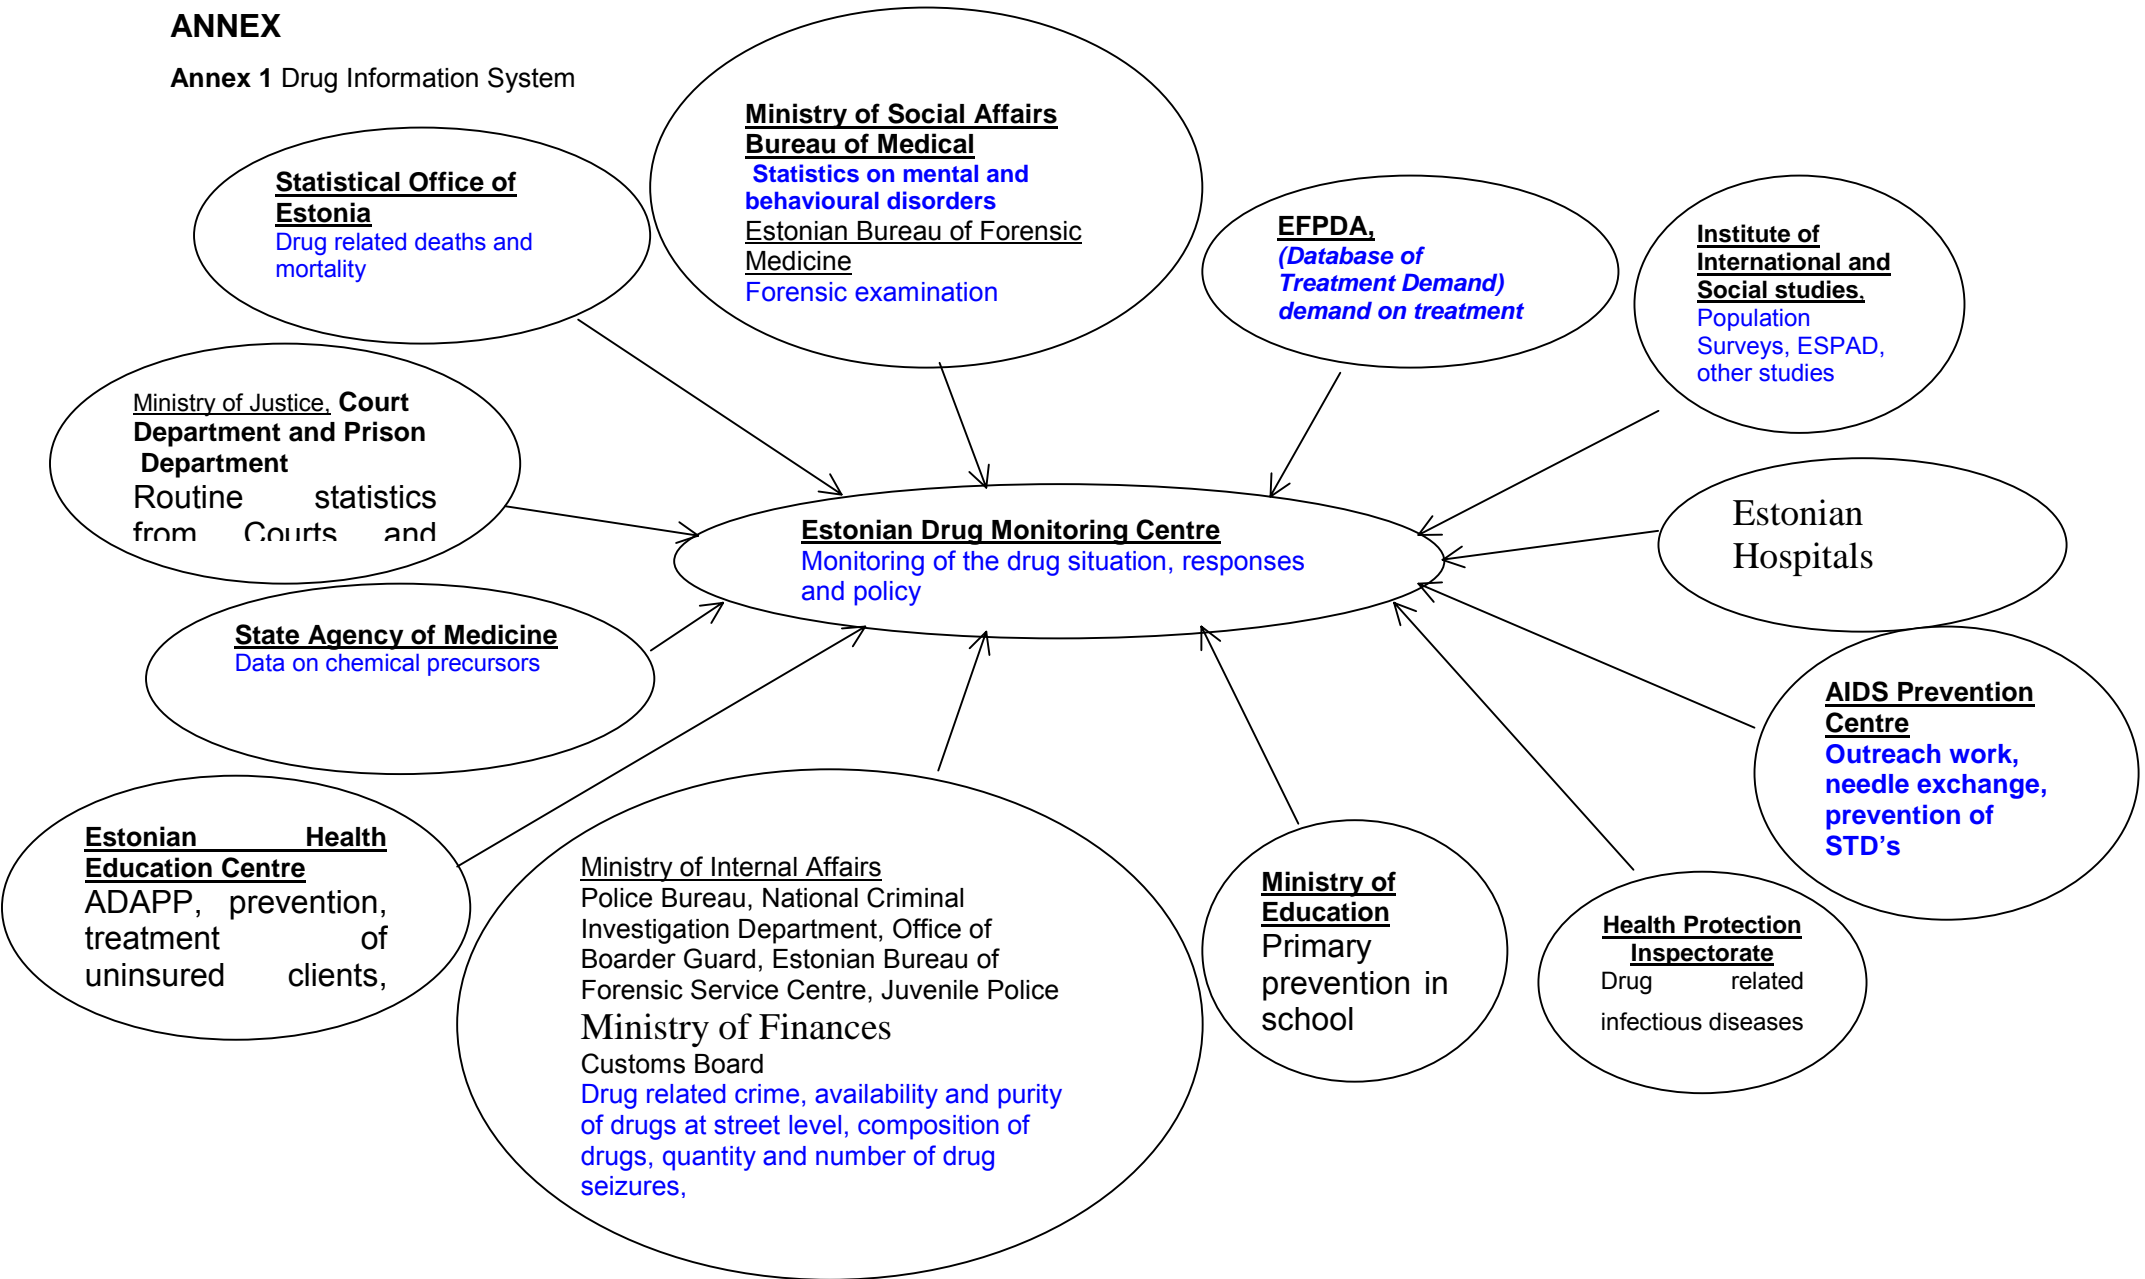 ANNEX
Annex 1 Drug Information System
Ministry of Social Affairs
Bureau of Medical
Statistics on mental and
behavioural disorders
Estonian Bureau of Forensic
Medicine
Forensic examination
Statistical Office of
Estonia
Drug related deaths and
mortality
EFPDA,
(Database of
Treatment Demand)
demand on treatment
Institute of
International and
Social studies,
Population
Surveys, ESPAD,
other studies
Ministry of Justice, Court
Department and Prison
Department
Routine statistics
from Courts and
Estonian Drug Monitoring Centre
Monitoring of the drug situation, responses
and policy
Estonian
Hospitals
State Agency of Medicine
Data on chemical precursors
AIDS Prevention
Centre
Outreach work,
needle exchange,
prevention of
STD's
Estonian Health
Education Centre
ADAPP, prevention,
treatment of
uninsured clients,
Ministry of Internal Affairs
Police Bureau, National Criminal
Investigation Department, Office of
Boarder Guard, Estonian Bureau of
Forensic Service Centre, Juvenile Police
Ministry of Finances
Customs Board
Drug related crime, availability and purity
of drugs at street level, composition of
drugs, quantity and number of drug
seizures,
Ministry of
Education
Primary
prevention in
school
Health Protection
Inspectorate
Drug related
infectious diseases